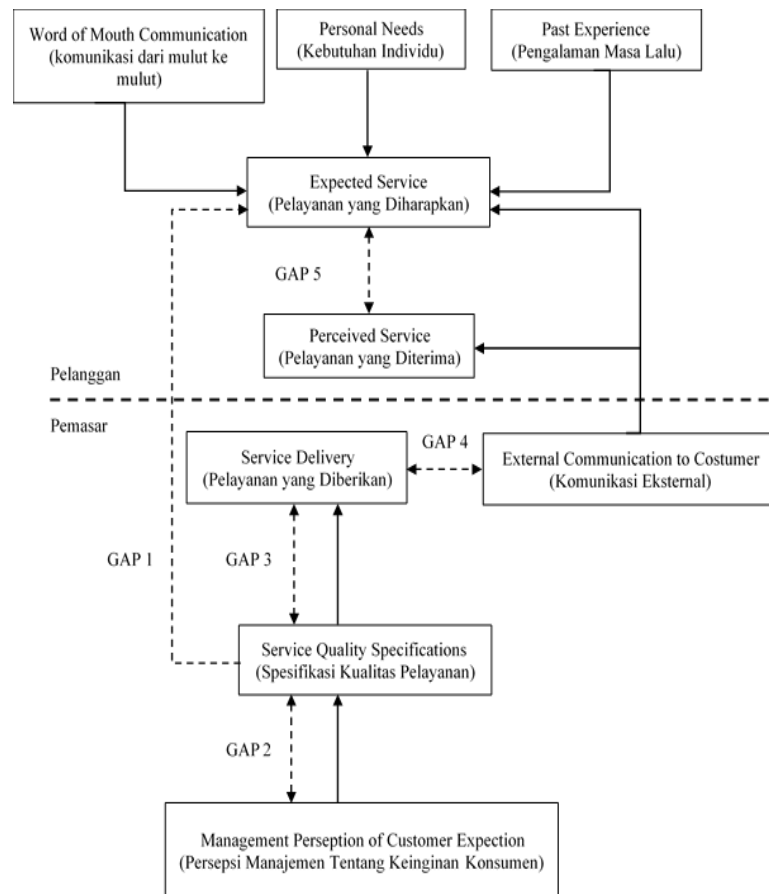 Word of Mouth Communication
(komunikasi dari mulut ke
mulut)
Personal Needs
(Kebutuhan Individu)
Past Experience
(Pengalaman Masa Lalu)
Expected Service
(Pelayanan yang Diharapkan)
GAP 5
Perceived Service
(Pelayanan yang Diterima)
Pelanggan
Pemasar
Service Delivery
(Pelayanan yang Diberikan)
GAP 4
External Communication to Costumer
(Komunikasi Eksternal)
GAP 1
GAP 3
Service Quality Specifications
(Spesifikasi Kualitas Pelayanan)
GAP 2
Management Perseption of Customer Expection
(Persepsi Manajemen Tentang Keinginan Konsumen)